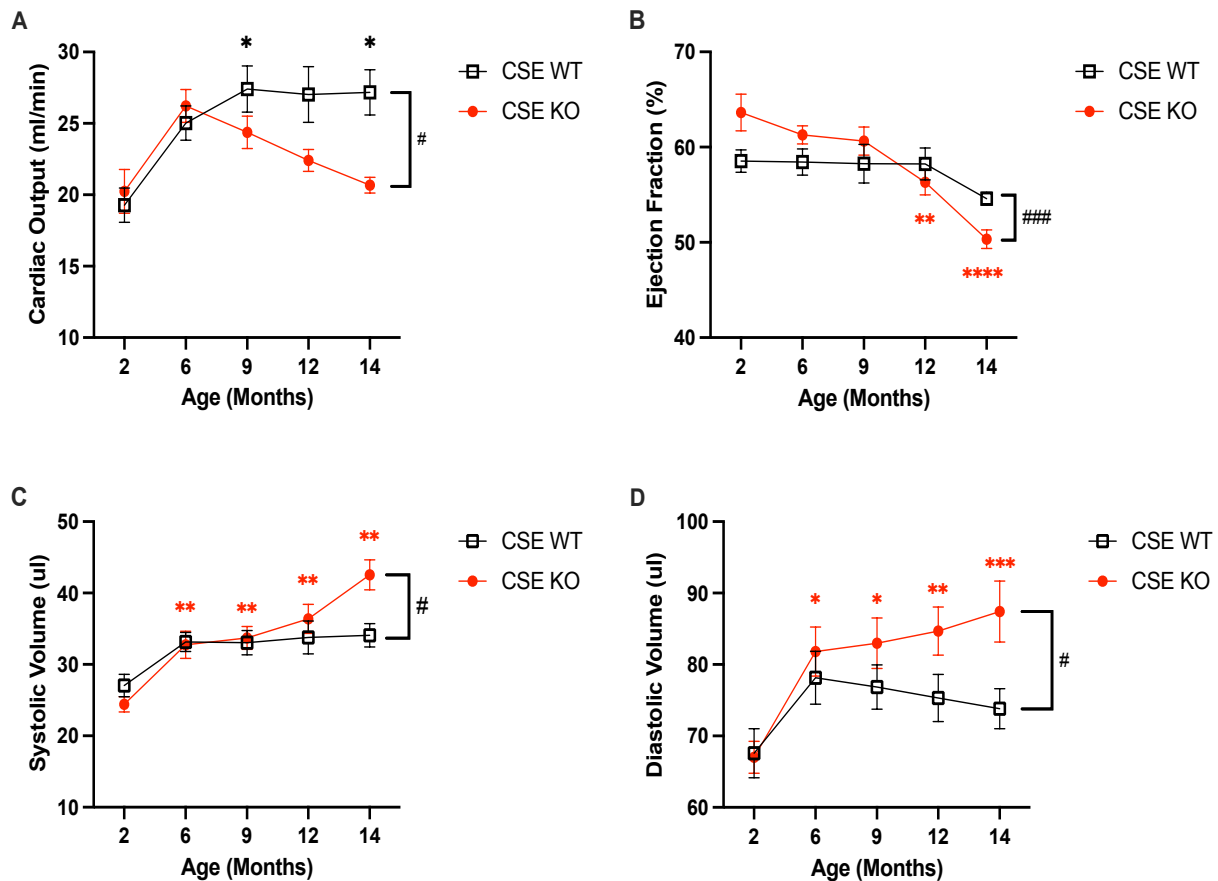 A
Cardiac Output (ml/min)
30
25
20
15
10
* *
#
2 6 9 12 14
Age (Months)
CSE WT
CSE KO
B
Ejection Fraction (%)
70
60
50
40
**
****
###
2 6 9 12 14
Age (Months)
CSE WT
CSE KO
C
Systolic Volume (ul)
50
40
30
20
10
** ** ** **
#
2 6 9 12 14
Age (Months)
CSE WT
CSE KO
D
Diastolic Volume (ul)
100
90
80
70
60
* * ** ***
#
2 6 9 12 14
Age (Months)
CSE WT
CSE KO